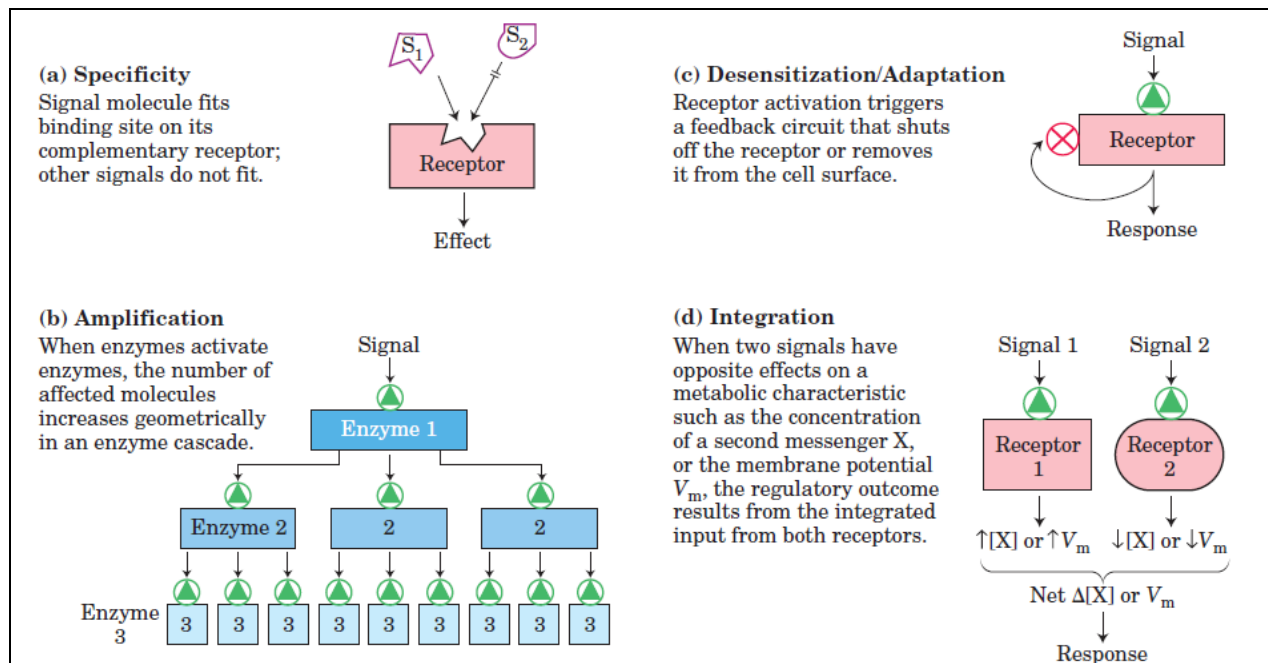 (a) Specificity
Signal molecule fits
binding site on its
complementary receptor;
other signals do not fit.
S1
S2
Receptor
Effect
(b) Amplification
When enzymes activate
enzymes, the number of
affected molecules
increases geometrically
in an enzyme cascade.
Signal
Enzyme 1
Enzyme 2 2 2
Enzyme
3
3 3 3 3 3 3 3 3 3
(c) Desensitization/Adaptation
Receptor activation triggers
a feedback circuit that shuts
off the receptor or removes
it from the cell surface.
Signal
Receptor
Response
(d) Integration
When two signals have
opposite effects on a
metabolic characteristic
such as the concentration
of a second messenger X,
or the membrane potential
Vm, the regulatory outcome
results from the integrated
input from both receptors.
Signal 1 Signal 2
Receptor
1
Receptor
2
↑[X] or ↑Vm ↓[X] or ↓Vm
Net Δ[X] or Vm
Response